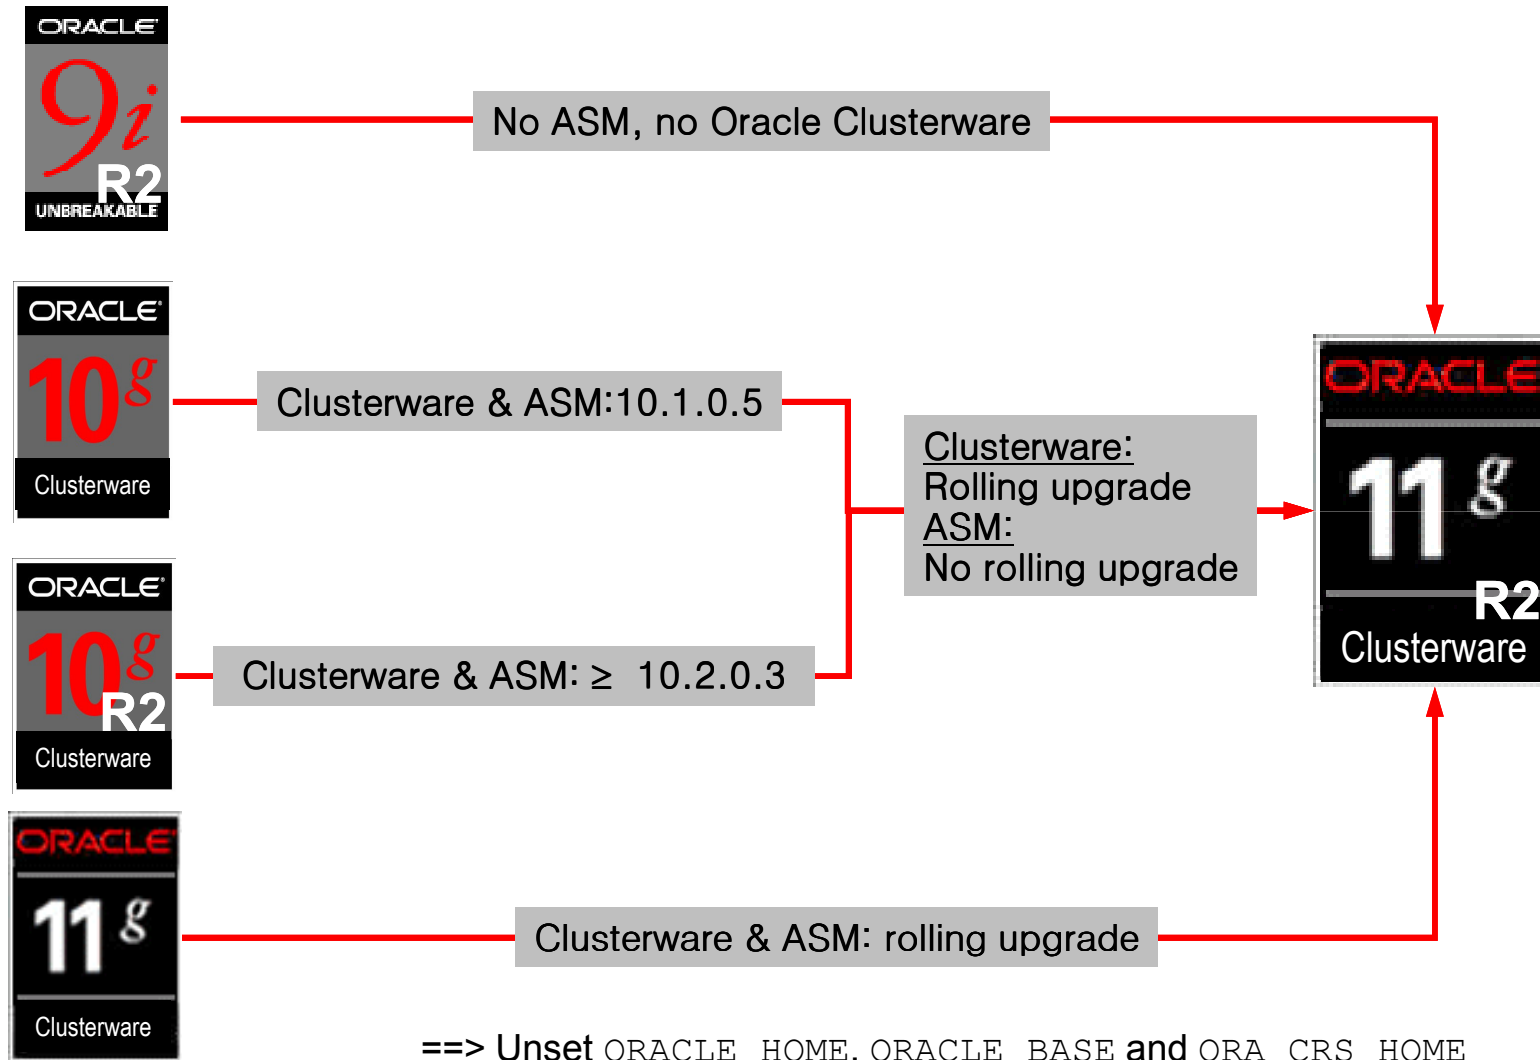 ORACLE
9i
R2
UNBREAKABLE
No ASM, no Oracle Clusterware
ORACLE
10g
Clusterware
Clusterware & ASM:10.1.0.5
Clusterware:
Rolling upgrade
ASM:
No rolling upgrade
ORACLE
11g
R2
Clusterware
ORACLE
10g
R2
Clusterware
Clusterware & ASM: ≥ 10.2.0.3
ORACLE
11g
Clusterware
Clusterware & ASM: rolling upgrade
==> Unset ORACLE_HOME, ORACLE_BASE and ORA_CRS_HOME